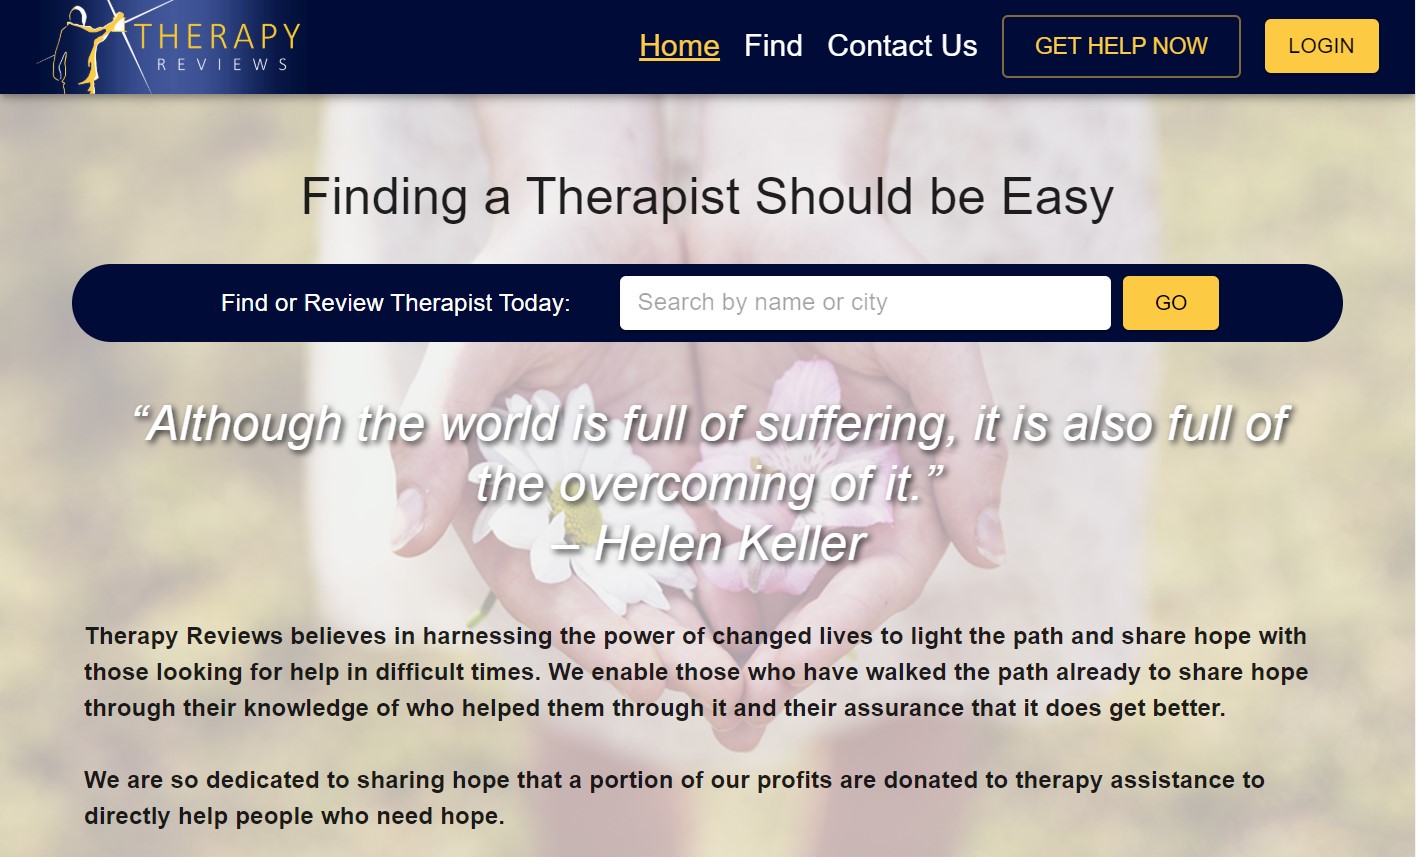 THERAPY
REVIEWS
Home Find Contact Us GET HELP NOW LOGIN
Finding a Therapist Should be Easy
Find or Review Therapist Today: Search by name or city GO
“Although the world is full of suffering, it is also full of
the overcoming of it.”
– Helen Keller
Therapy Reviews believes in harnessing the power of changed lives to light the path and share hope with
those looking for help in difficult times. We enable those who have walked the path already to share hope
through their knowledge of who helped them through it and their assurance that it does get better.
We are so dedicated to sharing hope that a portion of our profits are donated to therapy assistance to
directly help people who need hope.